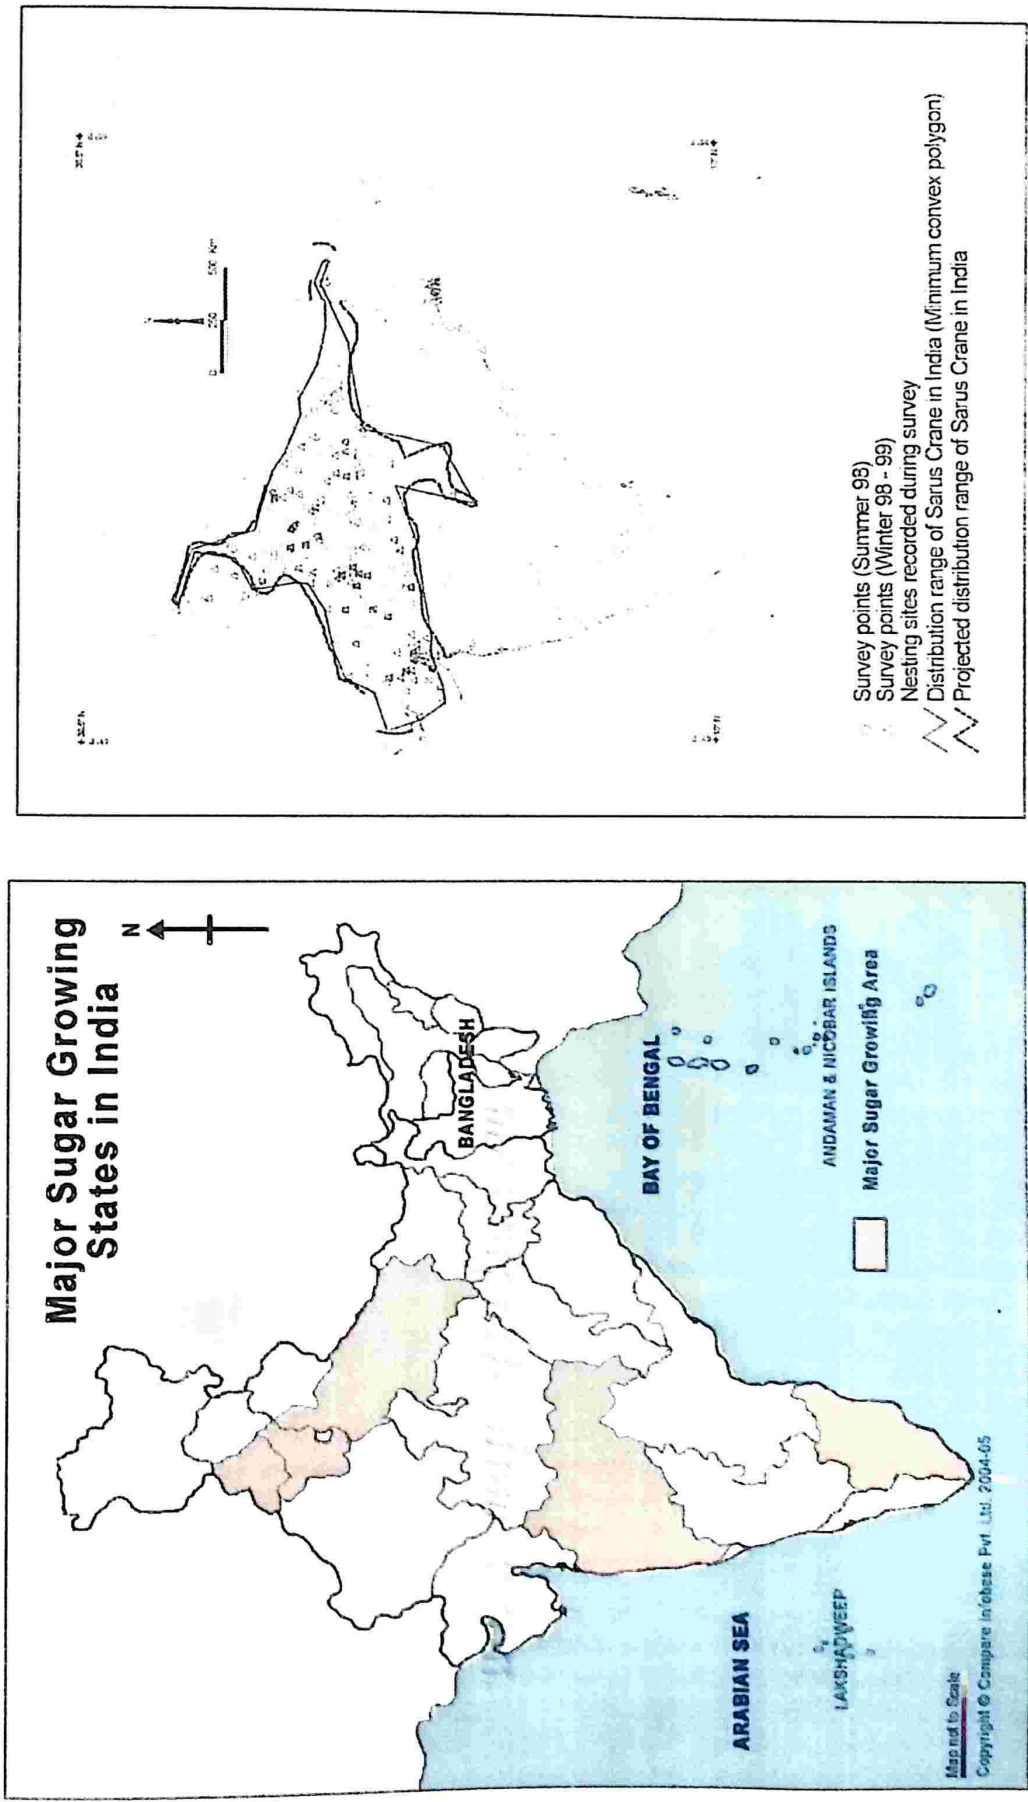 Major Sugar Growing
States in India
N
BANGLADESH
BAY OF BENGAL
ARABIAN SEA
LAKSHADWEEP
ANDAMAN & NICOBAR ISLANDS
Major Sugar Growing Area
Map not to Scale
Copyright © Compare Infobase Pvt. Ltd. 2004-05
0 250 500 Km
Survey points (Summer 98)
Survey points (Winter 98 - 99)
Nesting sites recorded during survey
Distribution range of Sarus Crane in India (Minimum convex polygon)
Projected distribution range of Sarus Crane in India